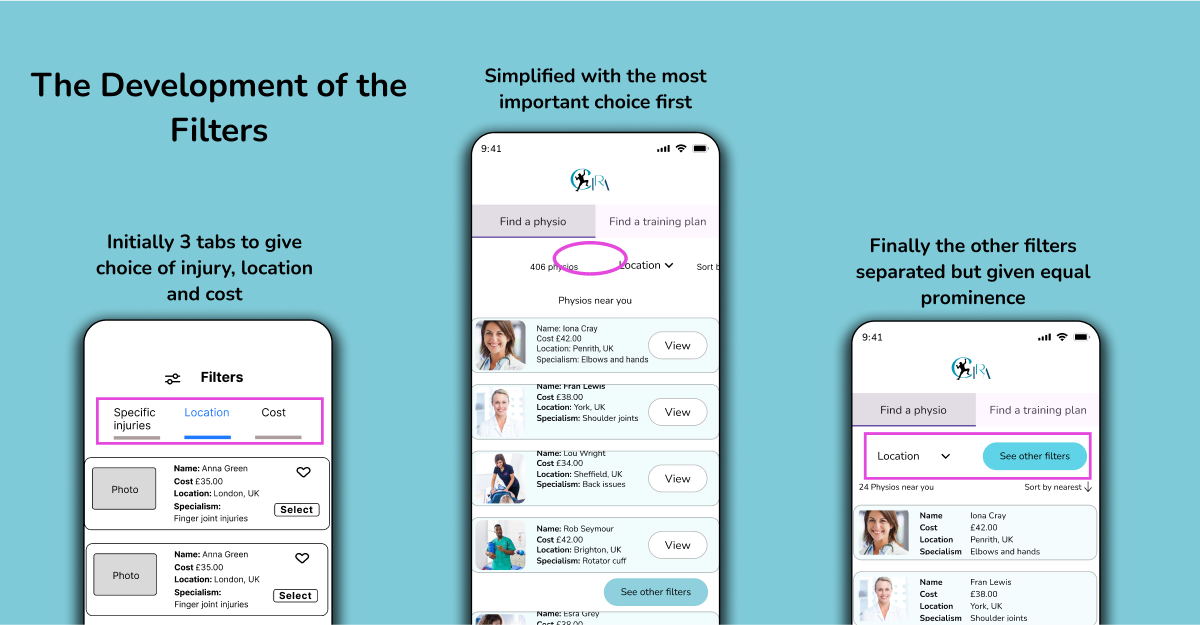 The Development of the
Filters
Initially 3 tabs to give
choice of injury, location
and cost
Filters
Specific
injuries
Location
Cost
Photo
Name: Anna Green
Cost £35.00
Location: London, UK
Specialism:
Finger joint injuries
Select
Photo
Name: Anna Green
Cost £35.00
Location: London, UK
Specialism:
Finger joint injuries
Select
Simplified with the most
important choice first
9:41
CIRA
Find a physio
Find a training plan
406 physios
Location
Sort b
Physios near you
Name: Iona Cray
Cost £42.00
Location: Penrith, UK
Specialism: Elbows and hands
View
Name: Fran Lewis
Cost £38.00
Location: York, UK
Specialism: Shoulder joints
View
Name: Lou Wright
Cost £34.00
Location: Sheffield, UK
Specialism: Back issues
View
Name: Rob Seymour
Cost £42.00
Location: Brighton, UK
Specialism: Rotator cuff
View
See other filters
Name: Esra Grey
Cost £38.00
Finally the other filters
separated but given equal
prominence
9:41
CIRA
Find a physio
Find a training plan
Location
See other filters
24 Physios near you
Sort by nearest
Name Iona Cray
Cost £42.00
Location Penrith, UK
Specialism Elbows and hands
Name Fran Lewis
Cost £38.00
Location York, UK
Specialism Shoulder joints